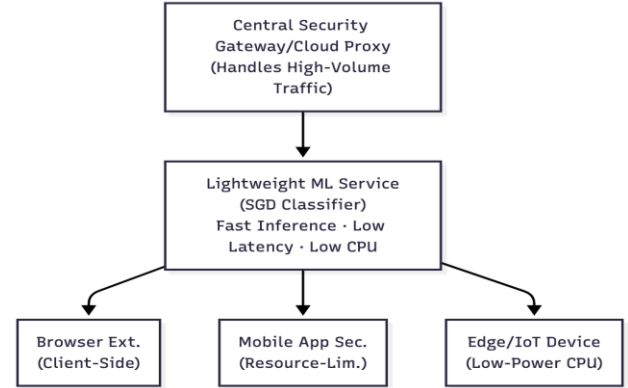 Central Security
Gateway/Cloud Proxy
(Handles High-Volume
Traffic)
Lightweight ML Service
(SGD Classifier)
Fast Inference · Low
Latency · Low CPU
Browser Ext.
(Client-Side)
Mobile App Sec.
(Resource-Lim.)
Edge/IoT Device
(Low-Power CPU)